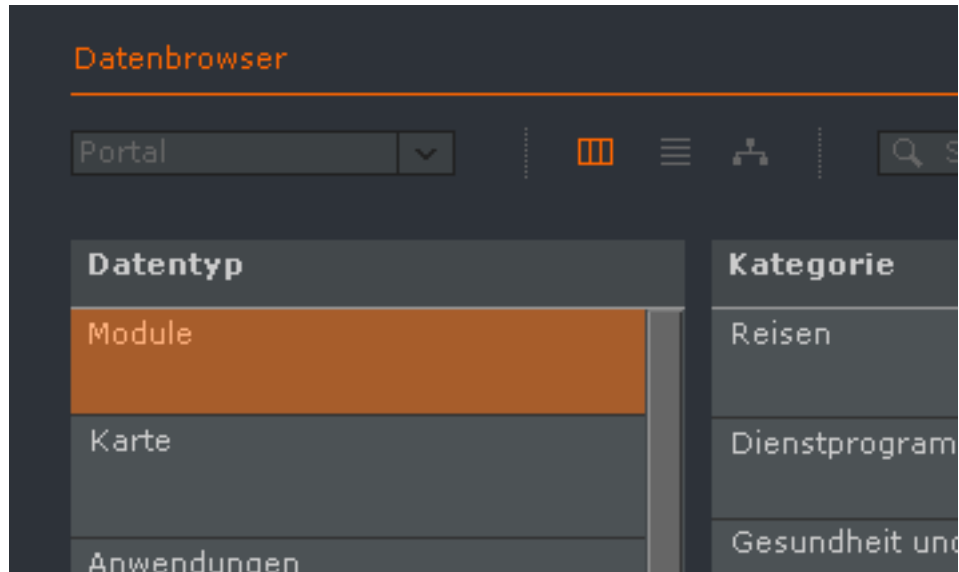 Datenbrowser
Portal
Datentyp
Kategorie
Module
Reisen
Karte
Dienstprogram
Anwendungen
Gesundheit und